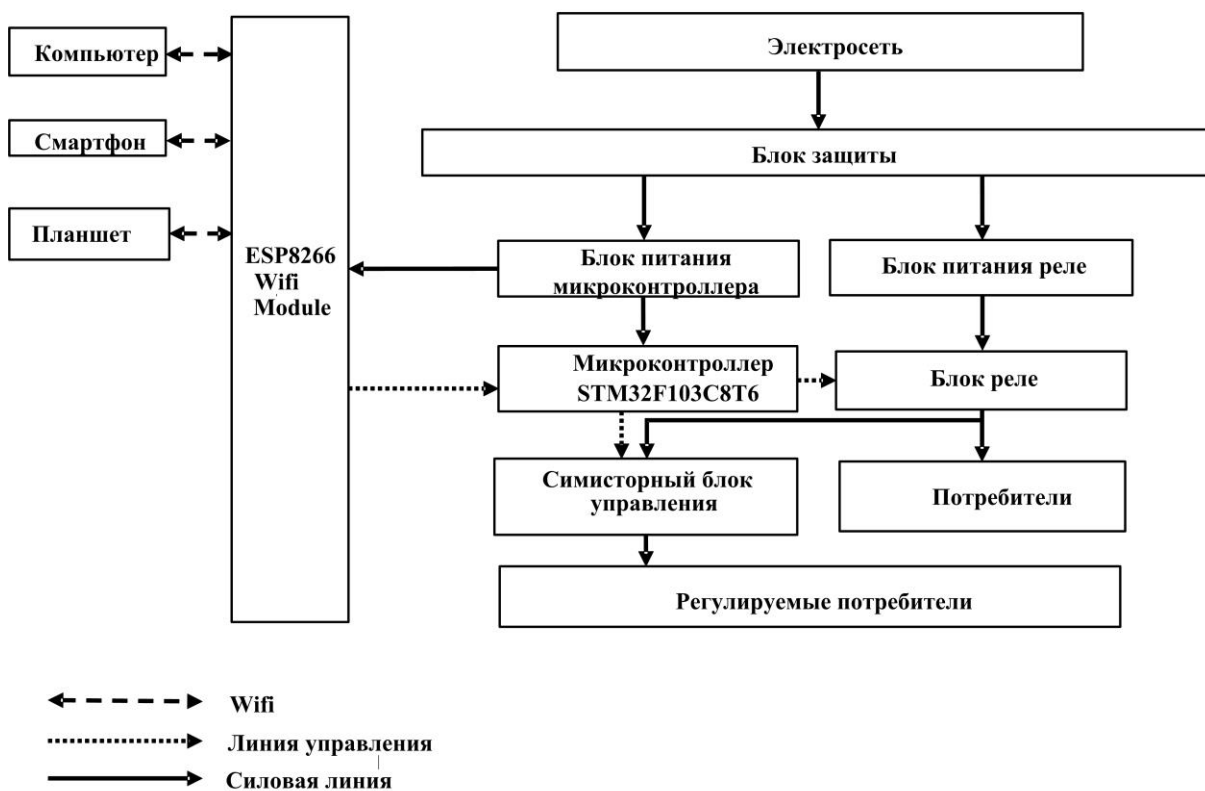 Компьютер
Смартфон
Планшет
ESP8266
Wifi
Module
Электросеть
Блок защиты
Блок питания
микроконтроллера
Блок питания реле
Микроконтроллер
STM32F103C8T6
Блок реле
Симисторный блок
управления
Потребители
Регулируемые потребители
Wifi
Линия управления
Силовая линия